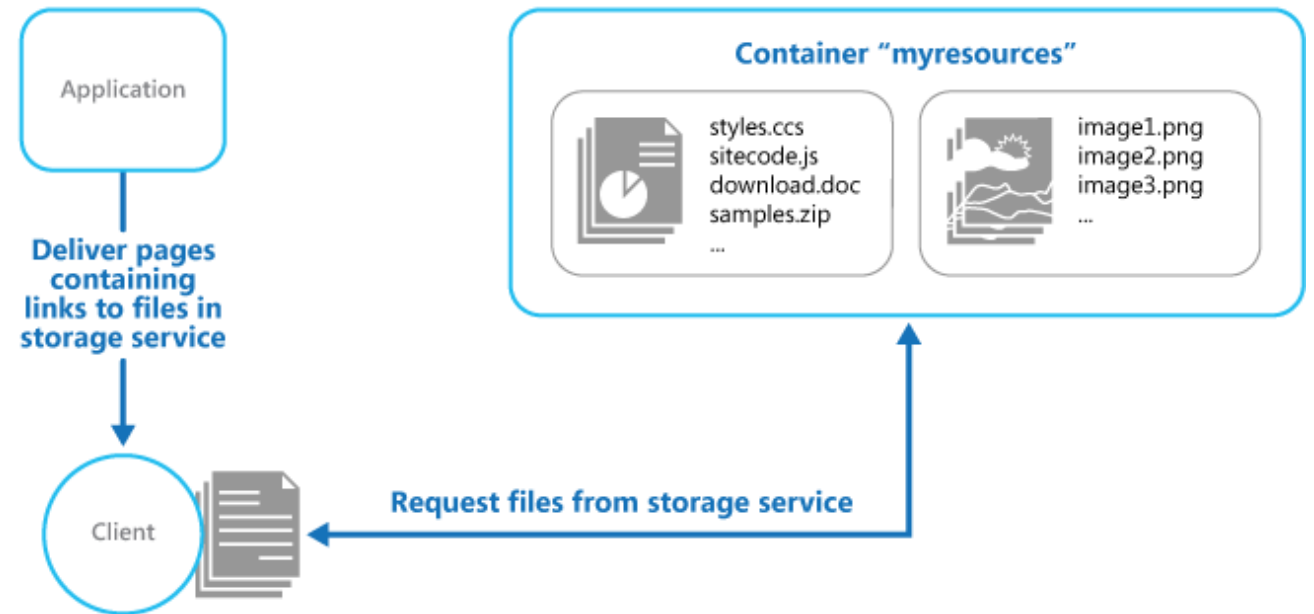 Application
Deliver pages
containing
links to files in
storage service
Client
Container “myresources”
styles.ccs
sitecode.js
download.doc
samples.zip
...
image1.png
image2.png
image3.png
...
Request files from storage service